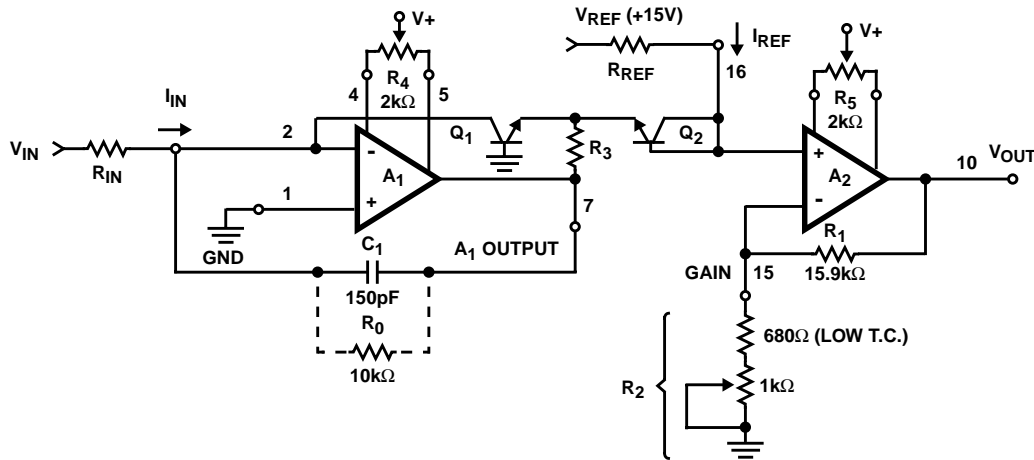 VREF (+15V)
IREF
V+
V+
RREF
16
R4
2kΩ
4
5
R5
2kΩ
IIN
2
Q1
Q2
VIN
RIN
-
A1
+
R3
+
A2
-
10
VOUT
1
7
GND
C1
A1 OUTPUT
R1
15.9kΩ
150pF
GAIN
15
R0
10kΩ
680Ω (LOW T.C.)
R2
1kΩ